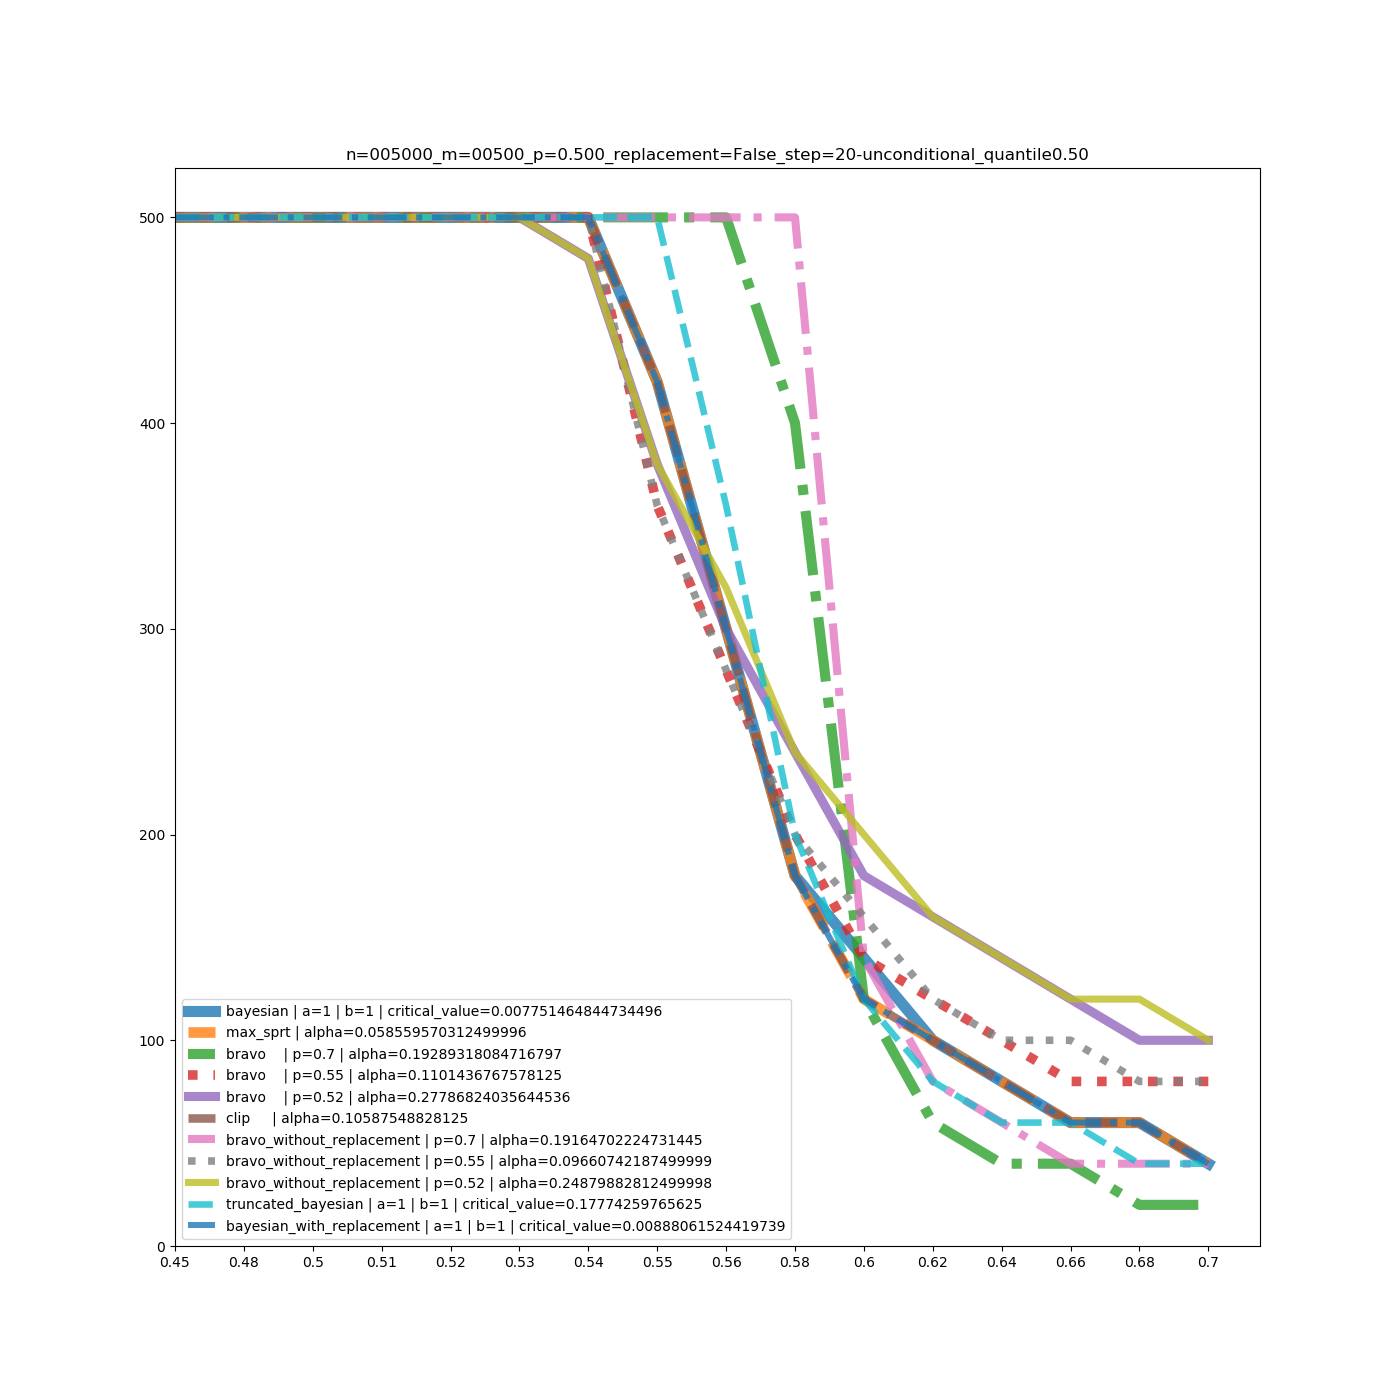 n=005000_m=00500_p=0.500_replacement=False_step=20-unconditional_quantile0.50
500
400
300
200
100
0
bayesian | a=1 | b=1 | critical_value=0.007751464844734496
max_sprt | alpha=0.058559570312499996
bravo | p=0.7 | alpha=0.19289318084716797
bravo | p=0.55 | alpha=0.1101436767578125
bravo | p=0.52 | alpha=0.27786824035644536
clip | alpha=0.10587548828125
bravo_without_replacement | p=0.7 | alpha=0.19164702224731445
bravo_without_replacement | p=0.55 | alpha=0.09660742187499999
bravo_without_replacement | p=0.52 | alpha=0.24879882812499998
truncated_bayesian | a=1 | b=1 | critical_value=0.17774259765625
bayesian_with_replacement | a=1 | b=1 | critical_value=0.00888061524419739
0.45 0.48 0.5 0.51 0.52 0.53 0.54 0.55 0.56 0.58 0.6 0.62 0.64 0.66 0.68 0.7